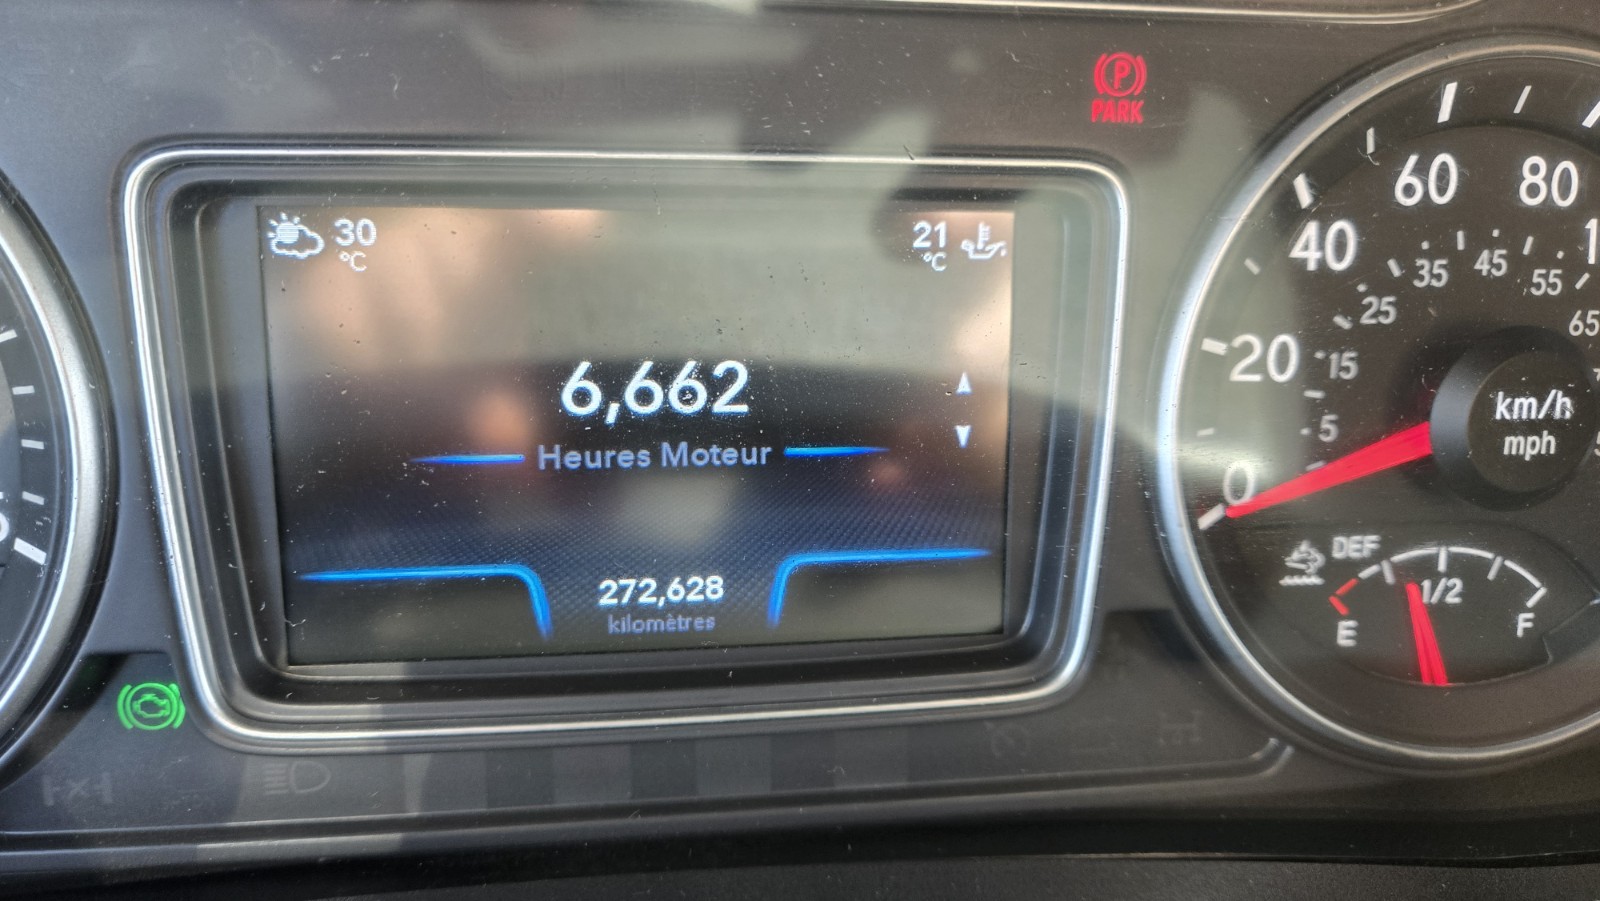 PARK
30
°C
21
°C
6,662
Heures Moteur
272,628
kilomètres
0
20
40
60
80
5
15
25
35
45
55
65
km/h
mph
DEF
E
1/2
F